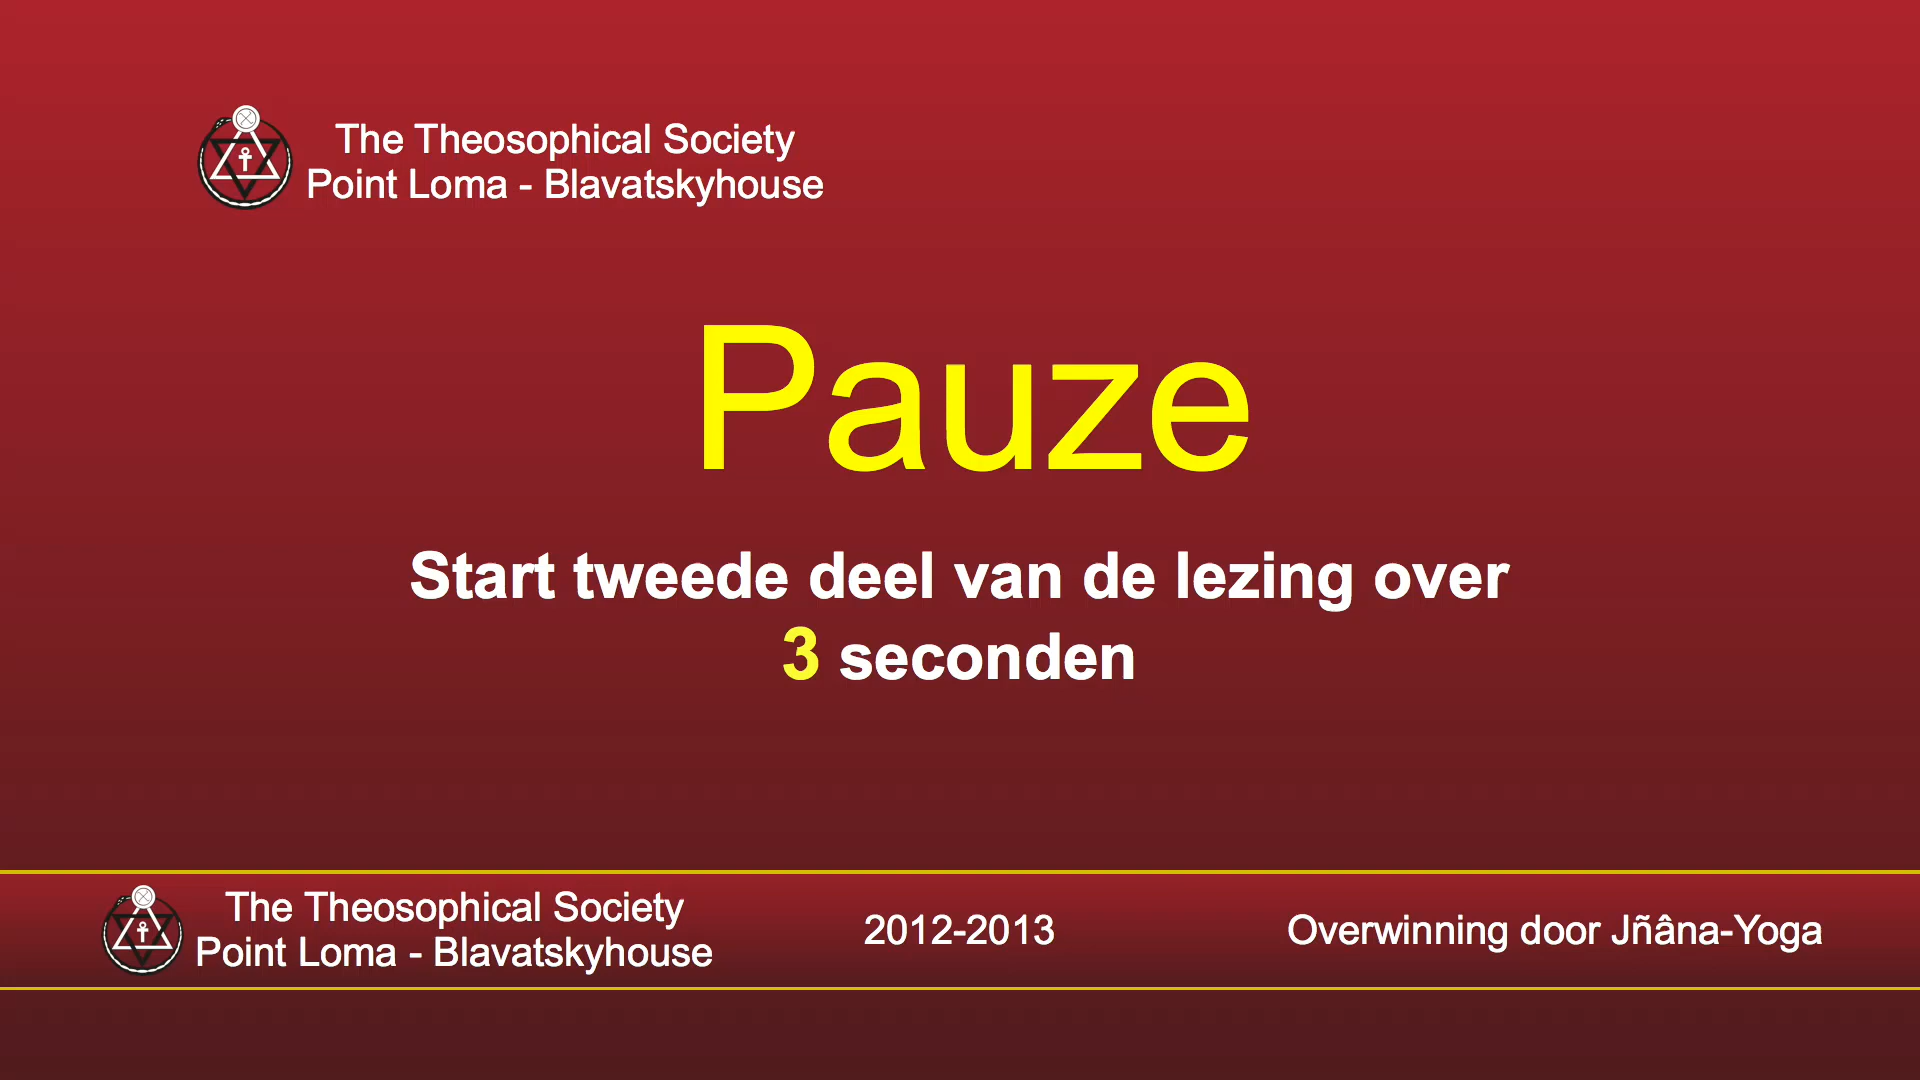 The Theosophical Society
Point Loma - Blavatskyhouse
Pauze
Start tweede deel van de lezing over
3 seconden
The Theosophical Society
Point Loma - Blavatskyhouse
2012-2013
Overwinning door Jñâna-Yoga